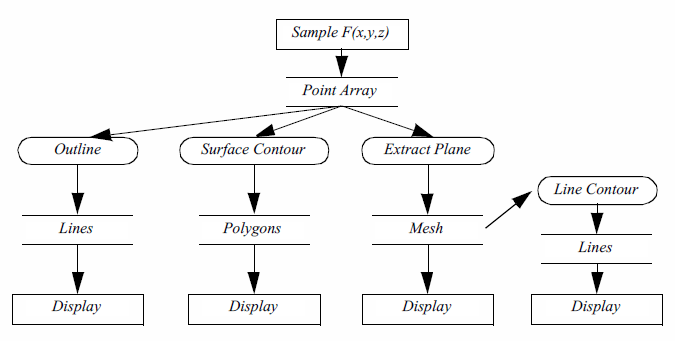 Sample F(x,y,z)
Point Array
Outline
Surface Contour
Extract Plane
Line Contour
Lines
Polygons
Mesh
Lines
Display
Display
Display
Display